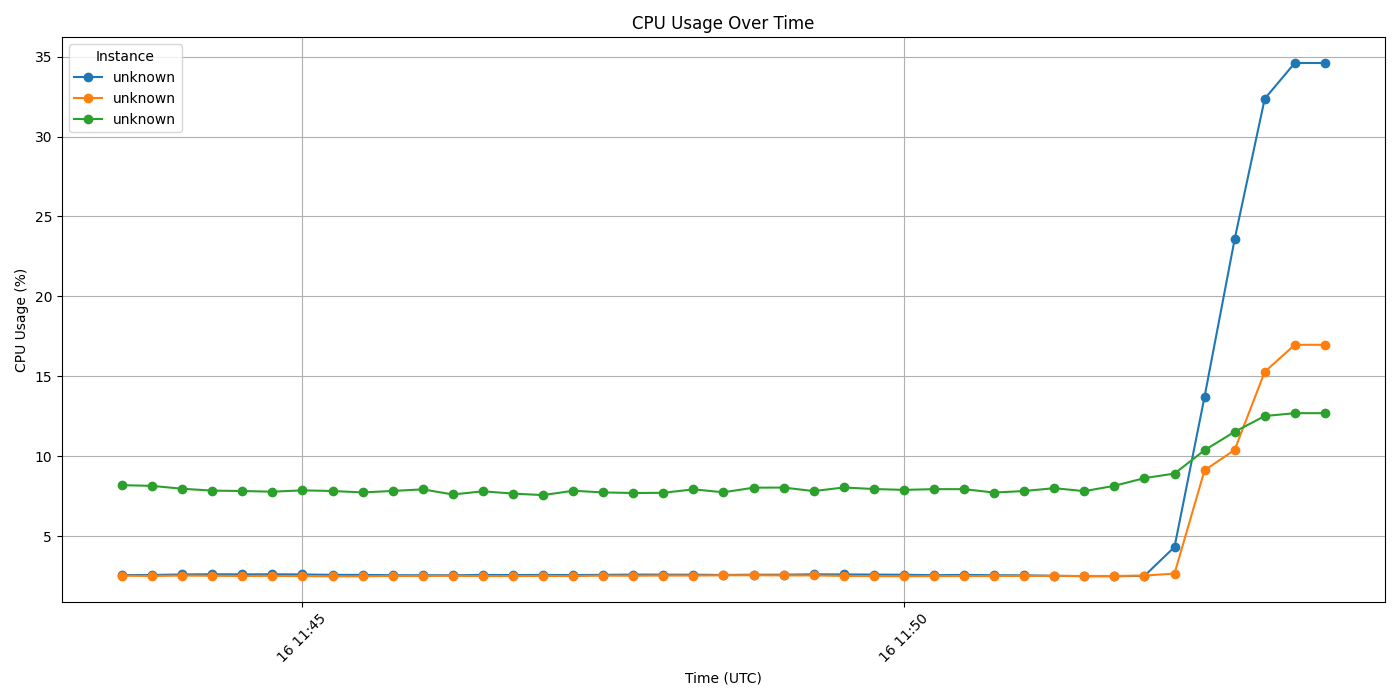 CPU Usage Over Time
Instance
unknown
unknown
unknown
35
30
25
20
15
10
5
CPU Usage (%)
16 11:45
16 11:50
Time (UTC)